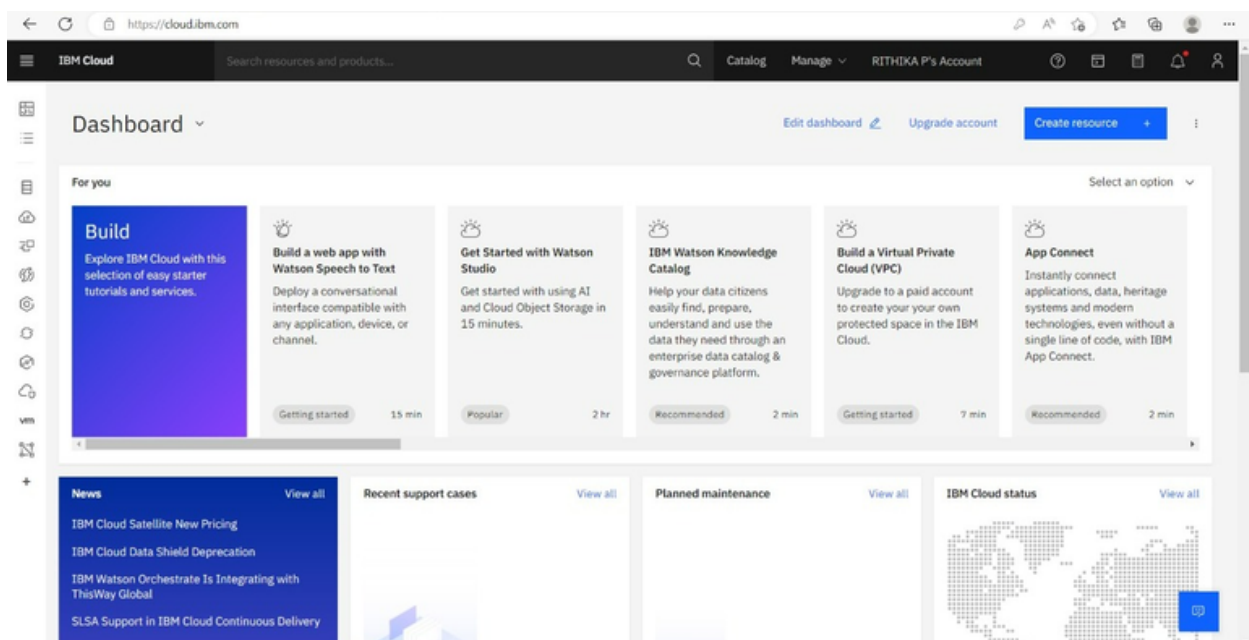 https://cloud.ibm.com
IBM Cloud
Search resources and products...
Catalog
Manage
RITHIKA P's Account
Dashboard
Edit dashboard
Upgrade account
Create resource +
For you
Select an option
Build
Explore IBM Cloud with this
selection of easy starter
tutorials and services.
Build a web app with
Watson Speech to Text
Deploy a conversational
interface compatible with
any application, device, or
channel.
Getting started
15 min
Get Started with Watson
Studio
Get started with using AI
and Cloud Object Storage in
15 minutes.
Popular
2 hr
IBM Watson Knowledge
Catalog
Help your data citizens
easily find, prepare,
understand and use the
data they need through an
enterprise data catalog &
governance platform.
Recommended
2 min
Build a Virtual Private
Cloud (VPC)
Upgrade to a paid account
to create your your own
protected space in the IBM
Cloud.
Getting started
7 min
App Connect
Instantly connect
applications, data, heritage
systems and modern
technologies, even without a
single line of code, with IBM
App Connect.
Recommended
2 min
vm
News
View all
IBM Cloud Satellite New Pricing
IBM Cloud Data Shield Deprecation
IBM Watson Orchestrate Is Integrating with
ThisWay Global
SLSA Support in IBM Cloud Continuous Delivery
Recent support cases
View all
Planned maintenance
View all
IBM Cloud status
View all